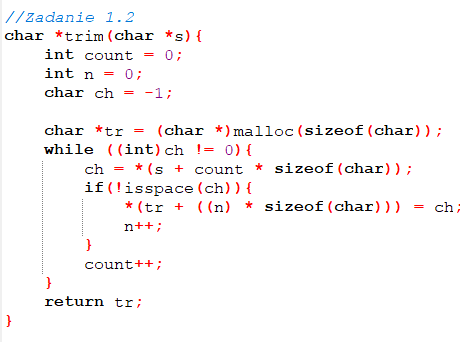 //Zadanie 1.2
char *trim(char *s){
    int count = 0;
    int n = 0;
    char ch = -1;

    char *tr = (char *)malloc(sizeof(char));
    while ((int)ch != 0){
        ch = *(s + count * sizeof(char));
        if(!isspace(ch)){
            *(tr + ((n) * sizeof(char))) = ch;
            n++;
        }
        count++;
    }
    return tr;
}